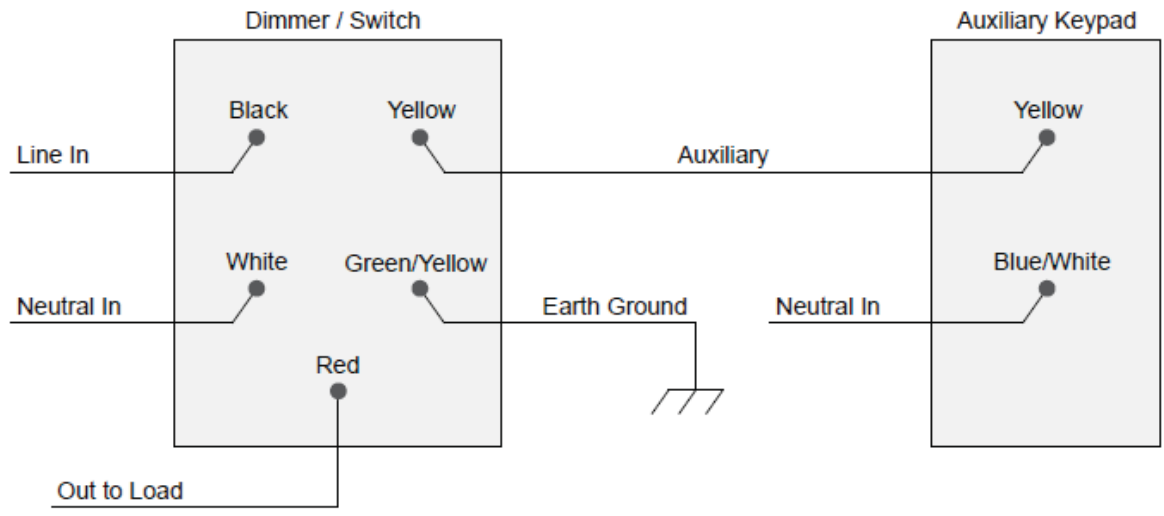 Dimmer / Switch
Auxiliary Keypad
Black
Yellow
Yellow
Line In
Auxiliary
White
Green/Yellow
Blue/White
Neutral In
Earth Ground
Neutral In
Red
Out to Load